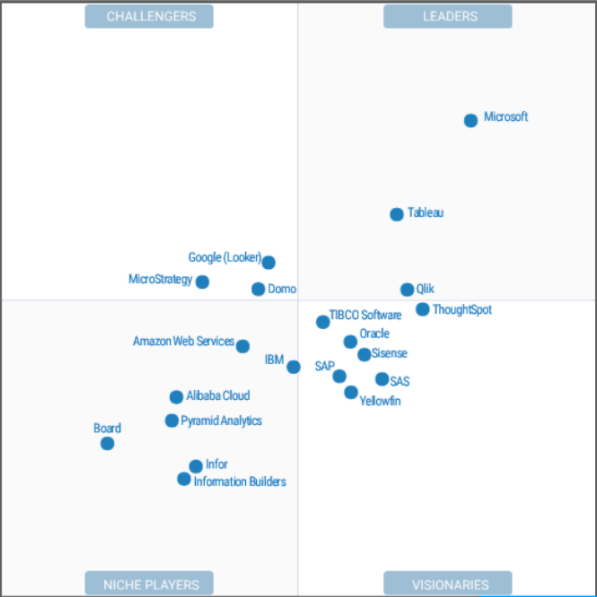 CHALLENGERS
LEADERS
Microsoft
Tableau
Google (Looker)
MicroStrategy
Domo
Qlik
ThoughtSpot
TIBCO Software
Oracle
Amazon Web Services
Sisense
IBM
SAP
SAS
Yellowfin
Alibaba Cloud
Pyramid Analytics
Board
Infor
Information Builders
NICHE PLAYERS
VISIONARIES